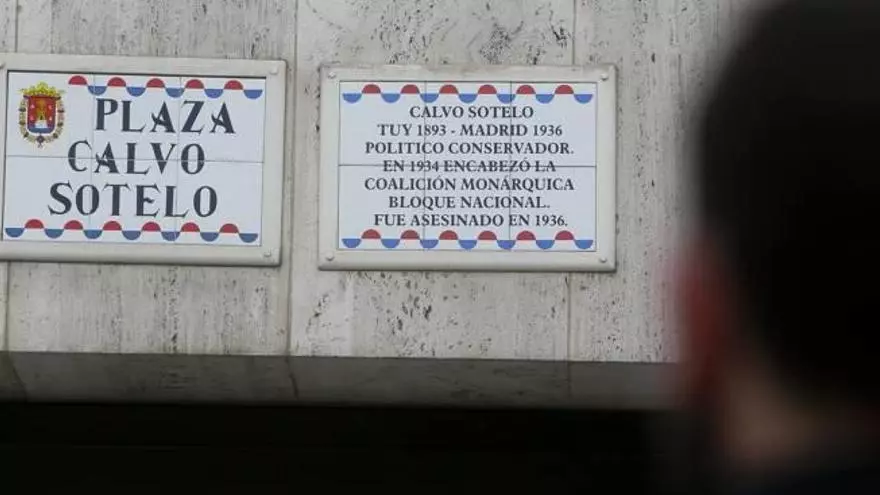 PLAZA
CALVO
SOTELO
CALVO SOTELO
TUY 1893 - MADRID 1936
POLITICO CONSERVADOR.
EN 1934 ENCABEZÓ LA
COALICIÓN MONÁRQUICA
BLOQUE NACIONAL.
FUE ASESINADO EN 1936.